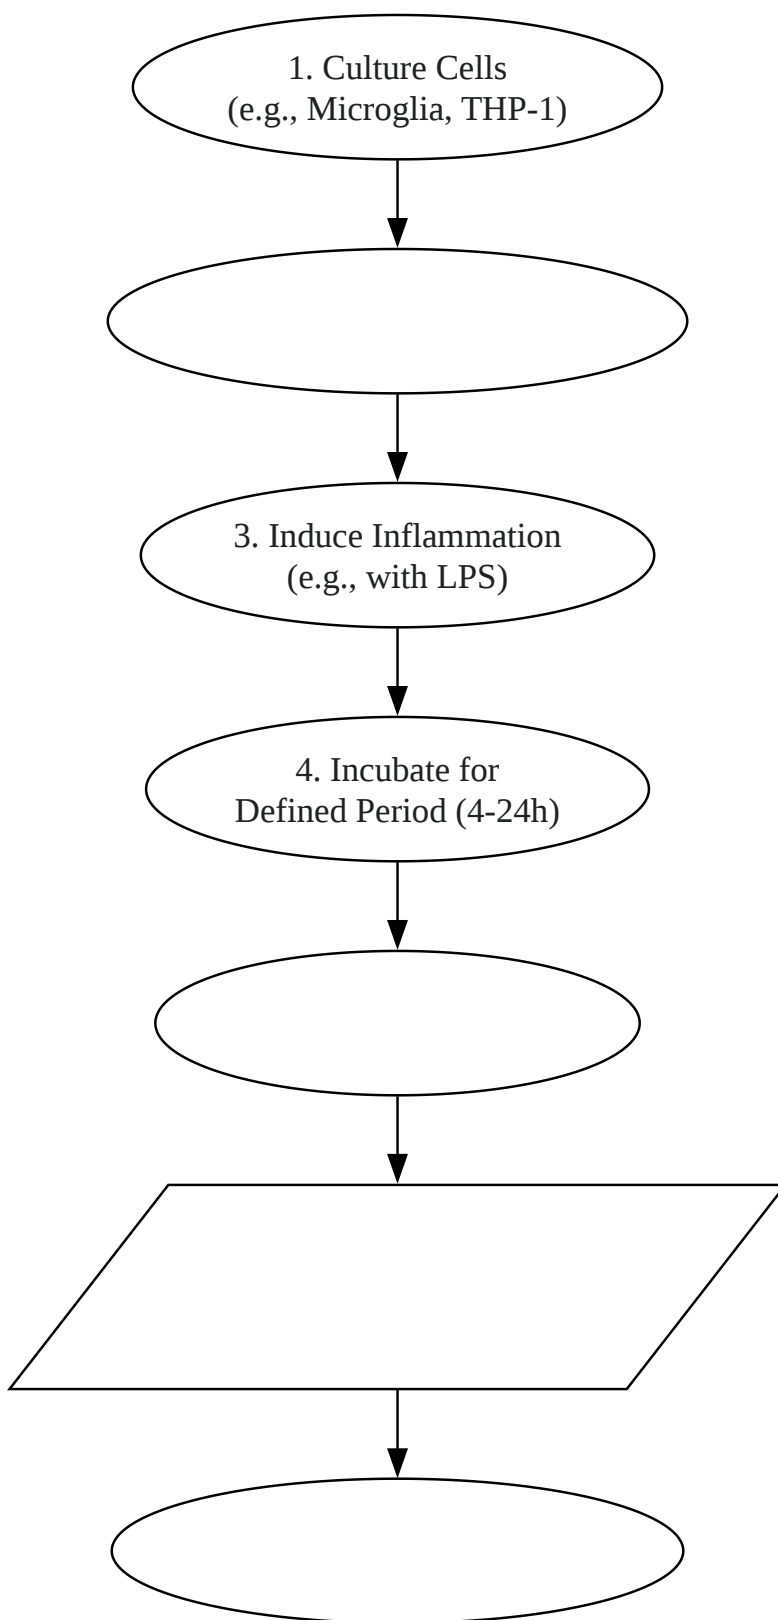 1. Culture Cells
(e.g., Microglia, THP-1)
3. Induce Inflammation
(e.g., with LPS)
4. Incubate for
Defined Period (4-24h)